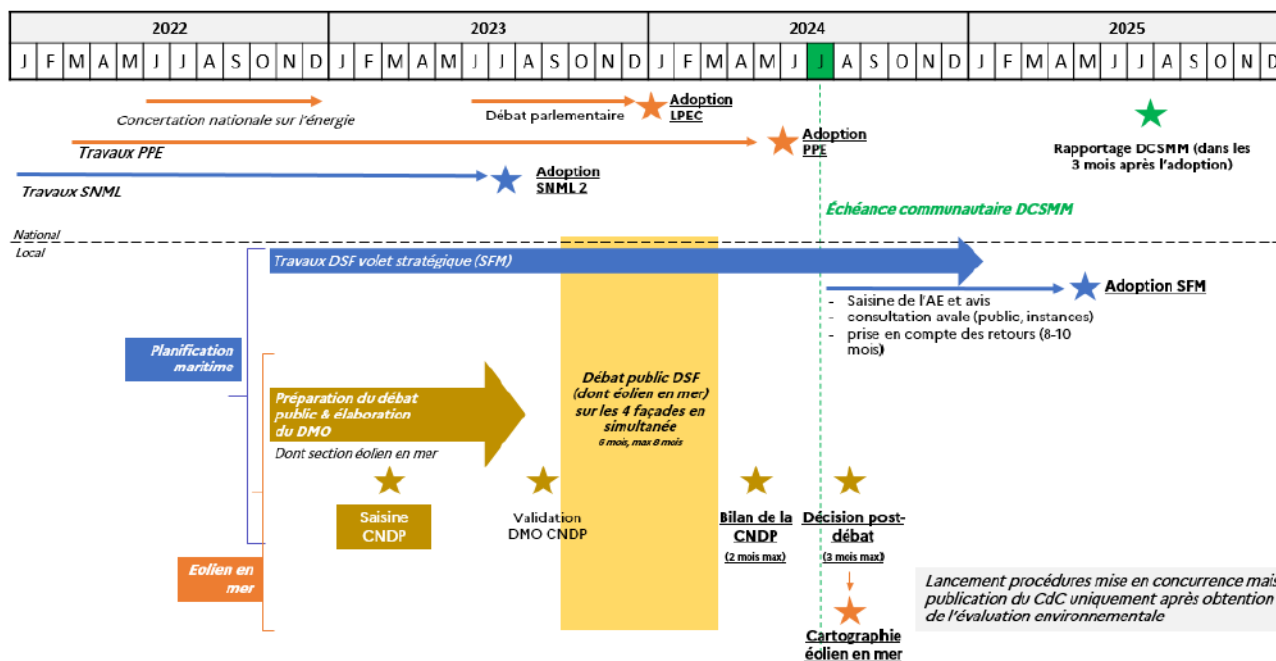 2022 2023 2024 2025
J F M A M J J A S O N D J F M A M J J A S O N D J F M A M J J A S O N D J F M A M J J A S O N D
Concertation nationale sur l'énergie
Débat parlementaire
Adoption
LPEC
Travaux PPE
Adoption
PPE
Rapportage DCSMM (dans les
3 mois après l'adoption)
Travaux SNML
Adoption
SNML 2
Échéance communautaire DCSMM
National
Local
Travaux DSF volet stratégique (SFM)
Adoption SFM
- Saisine de l'AE et avis
- consultation avale (public, instances)
- prise en compte des retours (8-10
mois)
Planification
maritime
Préparation du débat
public & élaboration
du DMO
Dont section éolien en mer
Débat public DSF
(dont éolien en mer)
sur les 4 façades en
simultanée
6 mois, max 8 mois
Saisine
CNDP
Validation
DMO CNDP
Bilan de la
CNDP
(2 mois max)
Décision post-
débat
(3 mois max)
Eolien en
mer
Cartographie
éolien en mer
Lancement procédures mise en concurrence mais
publication du CdC uniquement après obtention
de l'évaluation environnementale